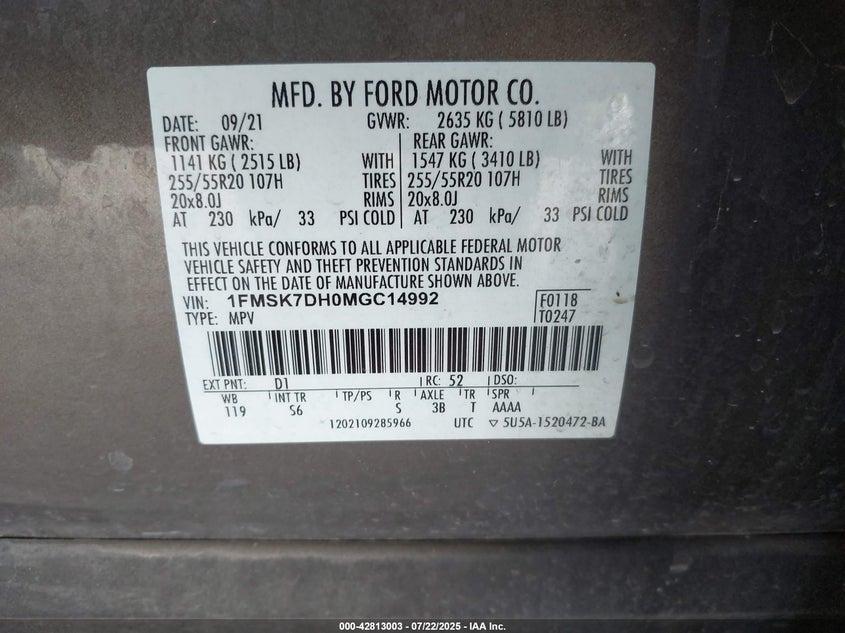 MFD. BY FORD MOTOR CO.
DATE: 09/21 GVWR: 2635 KG ( 5810 LB)
FRONT GAWR: REAR GAWR:
1141 KG ( 2515 LB) WITH 1547 KG ( 3410 LB) WITH
255/55R20 107H TIRES 255/55R20 107H TIRES
20x8.0J RIMS 20x8.0J RIMS
AT 230 kPa/ 33 PSI COLD AT 230 kPa/ 33 PSI COLD
THIS VEHICLE CONFORMS TO ALL APPLICABLE FEDERAL MOTOR
VEHICLE SAFETY AND THEFT PREVENTION STANDARDS IN
EFFECT ON THE DATE OF MANUFACTURE SHOWN ABOVE.
VIN: 1FMSK7DH0MGC14992 F0118
TYPE: MPV T0247
EXT PNT: D1 RC: 52 DSO:
WB INT TR TP/PS R AXLE TR SPR
119 S6 S 3B T AAAA
1202109285966 UTC ▽ 5U5A-1520472-BA
000-42813003 - 07/22/2025 - IAA Inc.